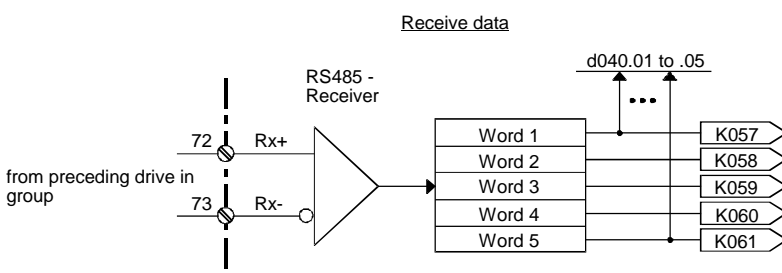 Receive data
d040.01 to .05
RS485 -
Receiver
72 Rx+
from preceding drive in
group
73 Rx-
Word 1 K057
Word 2 K058
Word 3 K059
Word 4 K060
Word 5 K061